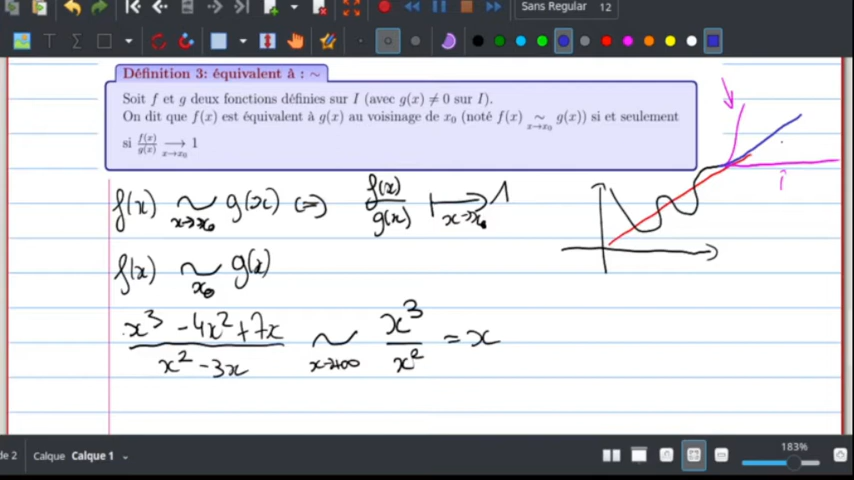 Sans Regular 12
Définition 3: équivalent à : ∼
Soit f et g deux fonctions définies sur I (avec g(x) ≠ 0 sur I).
On dit que f(x) est équivalent à g(x) au voisinage de x₀ (noté f(x) ∼ g(x)) si et seulement
x→x₀
si f(x)/g(x) ⟶ 1
x→x₀
f(x) ∼ g(x) ⇔ f(x)/g(x) ⟼ 1
x→x₀ x→x₀
f(x) ∼ g(x)
x₀
x³ - 4x² + 7x / x² - 3x ∼ x³ / x² = x
x→+∞
183%
de 2 Calque Calque 1